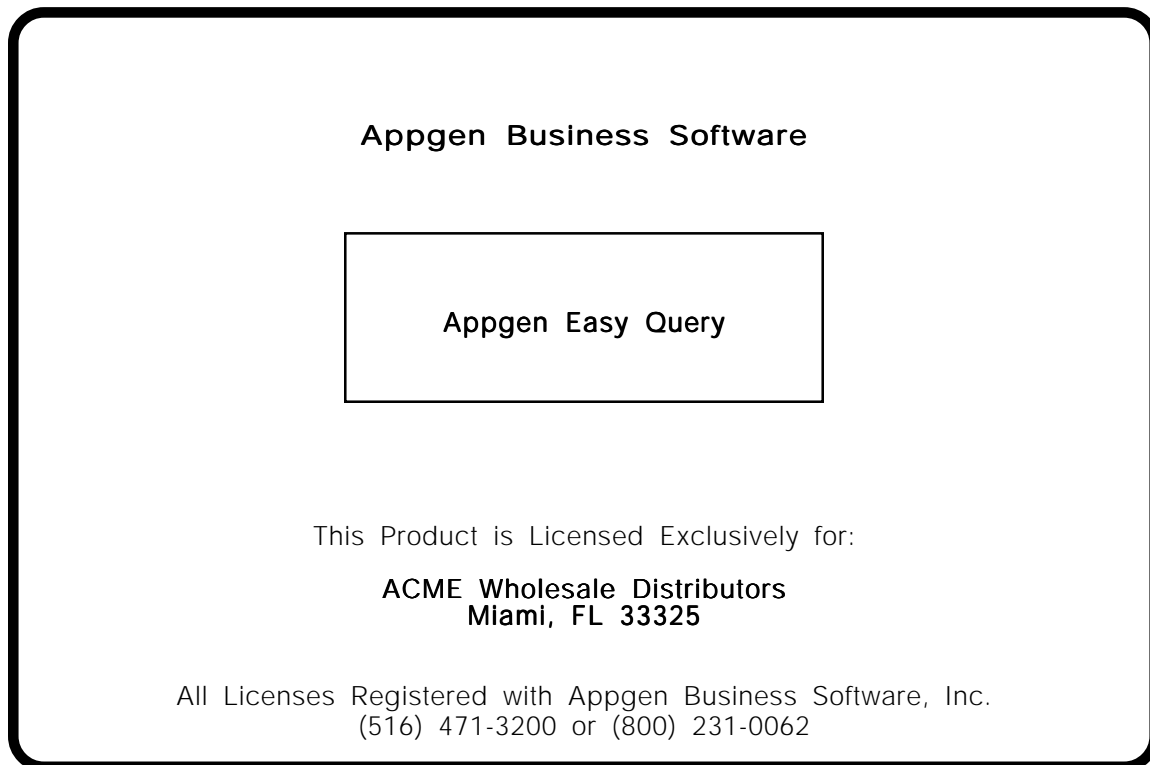 Appgen Business Software
Appgen Easy Query
This Product is Licensed Exclusively for:
ACME Wholesale Distributors
Miami, FL 33325
All Licenses Registered with Appgen Business Software, Inc.
(516) 471-3200 or (800) 231-0062